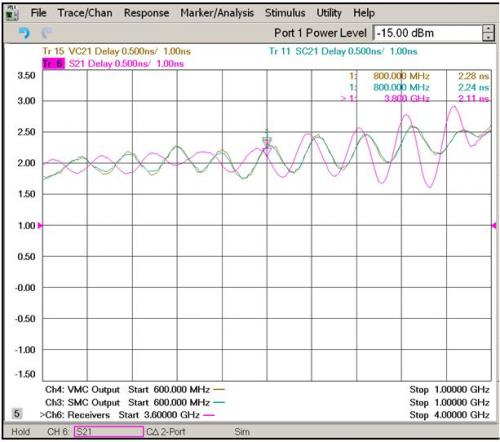 File Trace/Chan Response Marker/Analysis Stimulus Utility Help
Port 1 Power Level -15.00 dBm
Tr 15 VC21 Delay 0.500ns/ 1.00ns Tr 11 SC21 Delay 0.500ns/ 1.00ns
Tr 6 S21 Delay 0.500ns/ 1.00ns
1: 800.000 MHz 2.28 ns
1: 800.000 MHz 2.24 ns
> 1: 3.800 GHz 2.11 ns
3.50
3.00
2.50
2.00
1.50
1.00
0.50
-0.00
-0.50
-1.00
-1.50
1
Ch4: VMC Output Start 600.000 MHz Stop 1.00000 GHz
Ch3: SMC Output Start 600.000 MHz Stop 1.00000 GHz
5 >Ch6: Receivers Start 3.60000 GHz Stop 4.00000 GHz
Hold CH 6: S21 CΔ 2-Port Sim